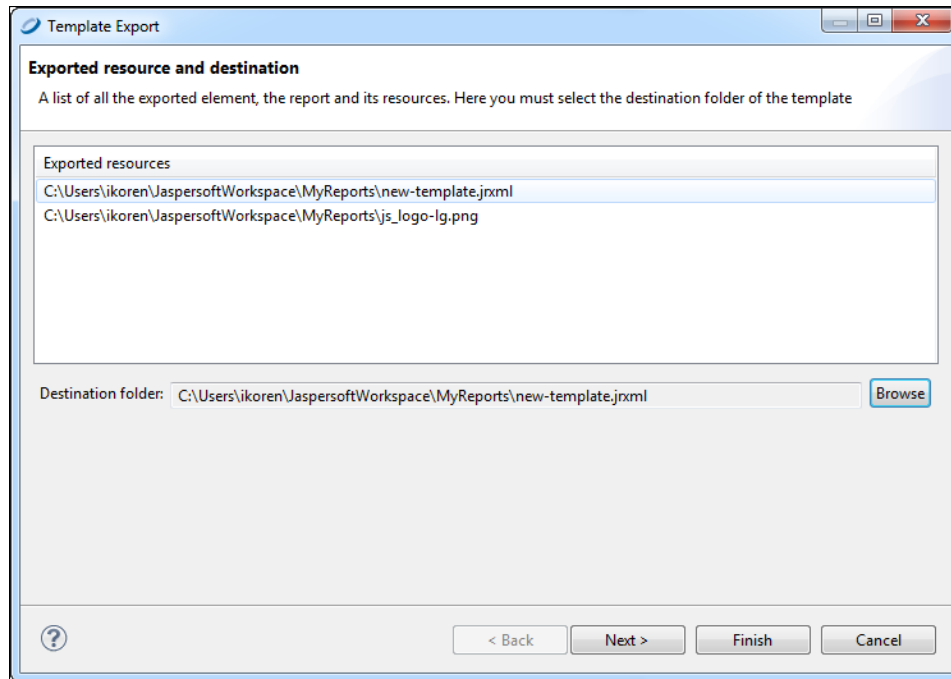 Template Export
Exported resource and destination
A list of all the exported element, the report and its resources. Here you must select the destination folder of the template
Exported resources
C:\Users\ikoren\JaspersoftWorkspace\MyReports\new-template.jrxml
C:\Users\ikoren\JaspersoftWorkspace\MyReports\js_logo-lg.png
Destination folder: C:\Users\ikoren\JaspersoftWorkspace\MyReports\new-template.jrxml Browse
? < Back Next > Finish Cancel